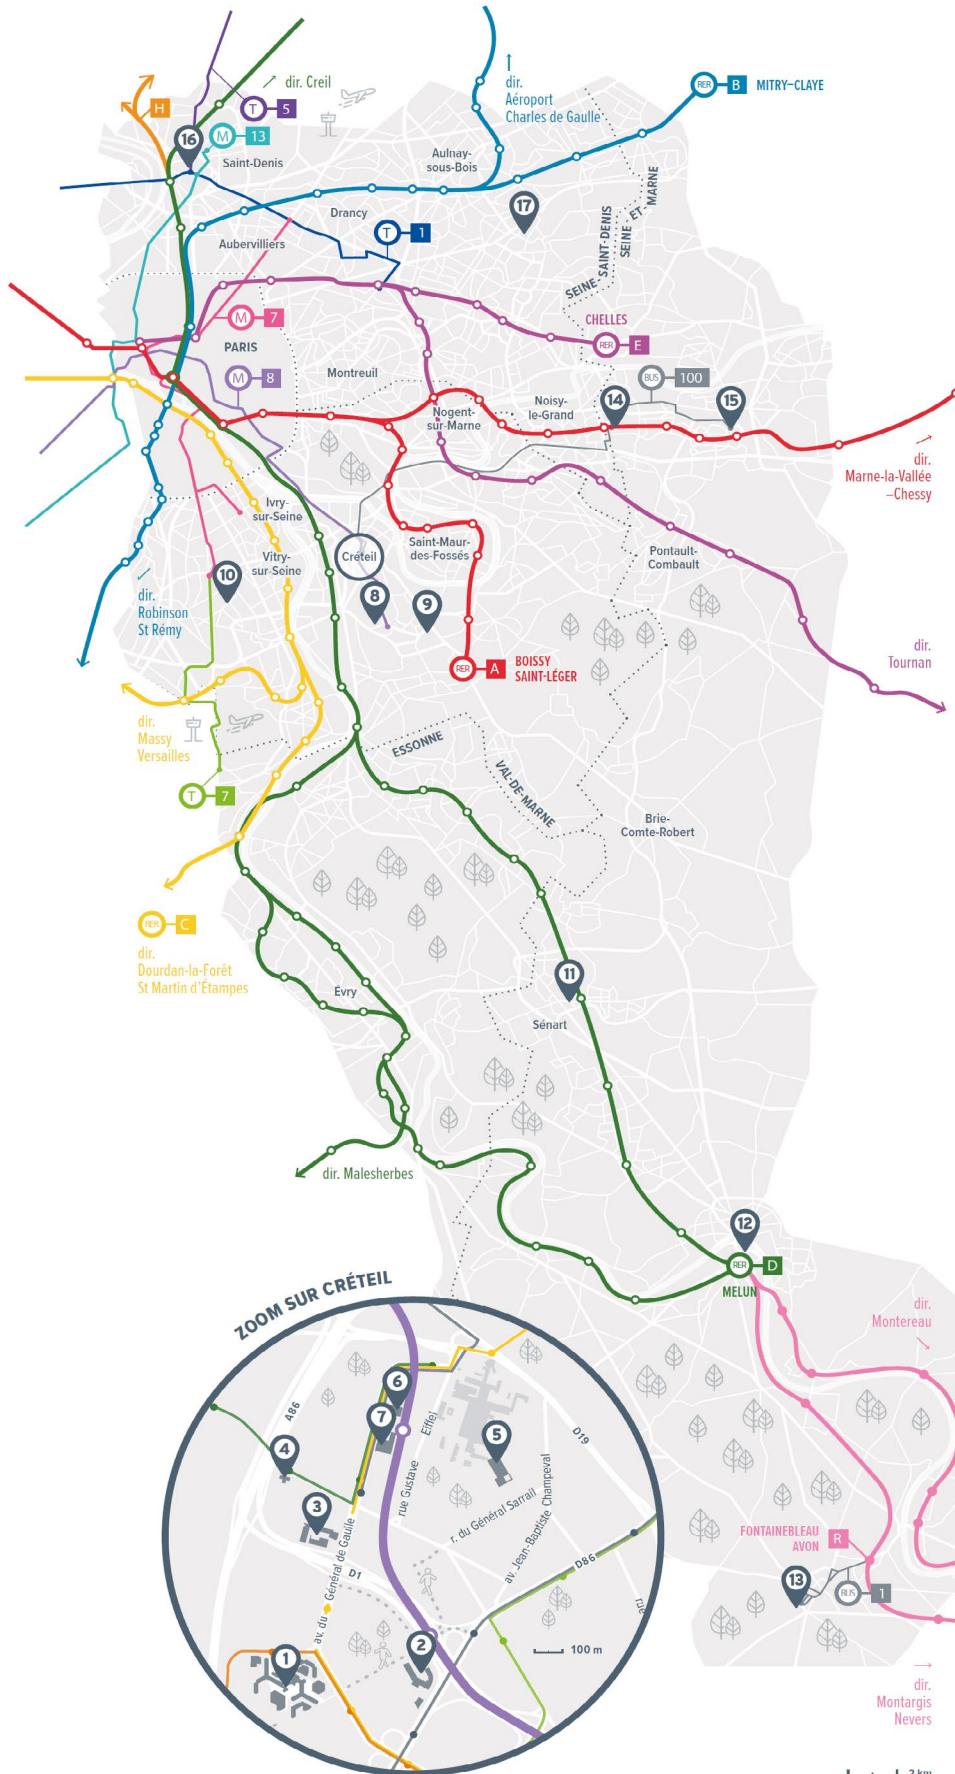 dir. Creil
H
T 5
M 13
16
Saint-Denis
dir.
Aéroport
Charles de Gaulle
RER B MITRY–CLAYE
Aulnay-
sous-Bois
17
Drancy
T 1
Aubervilliers
SEINE-SAINT-DENIS
SEINE-ET-MARNE
M 7
PARIS
CHELLES
RER E
M 8
Montreuil
BUS 100
Noisy-
le-Grand
14
15
Nogent-
sur-Marne
dir.
Marne-la-Vallée
–Chessy
Ivry-
sur-Seine
Vitry-
sur-Seine
Créteil
Saint-Maur-
des-Fossés
Pontault-
Combault
10
8
9
dir.
Robinson
St Rémy
RER A
BOISSY
SAINT-LÉGER
dir.
Tournan
dir.
Massy
Versailles
ESSONNE
VAL-DE-MARNE
T 7
Brie-
Comte-Robert
RER C
dir.
Dourdan-la-Forêt
St Martin d'Étampes
Évry
11
Sénart
dir. Malesherbes
12
RER D
MELUN
dir.
Montereau
ZOOM SUR CRÉTEIL
A86
6
7
Eiffel
5
D19
4
rue Gustave
3
r. du Général Sarrail
av. Jean-Baptiste Champeval
av. du Général de Gaulle
D1
D86
rue
1
2
100 m
FONTAINEBLEAU
AVON
R
13
BUS 1
dir.
Montargis
Nevers
2 km